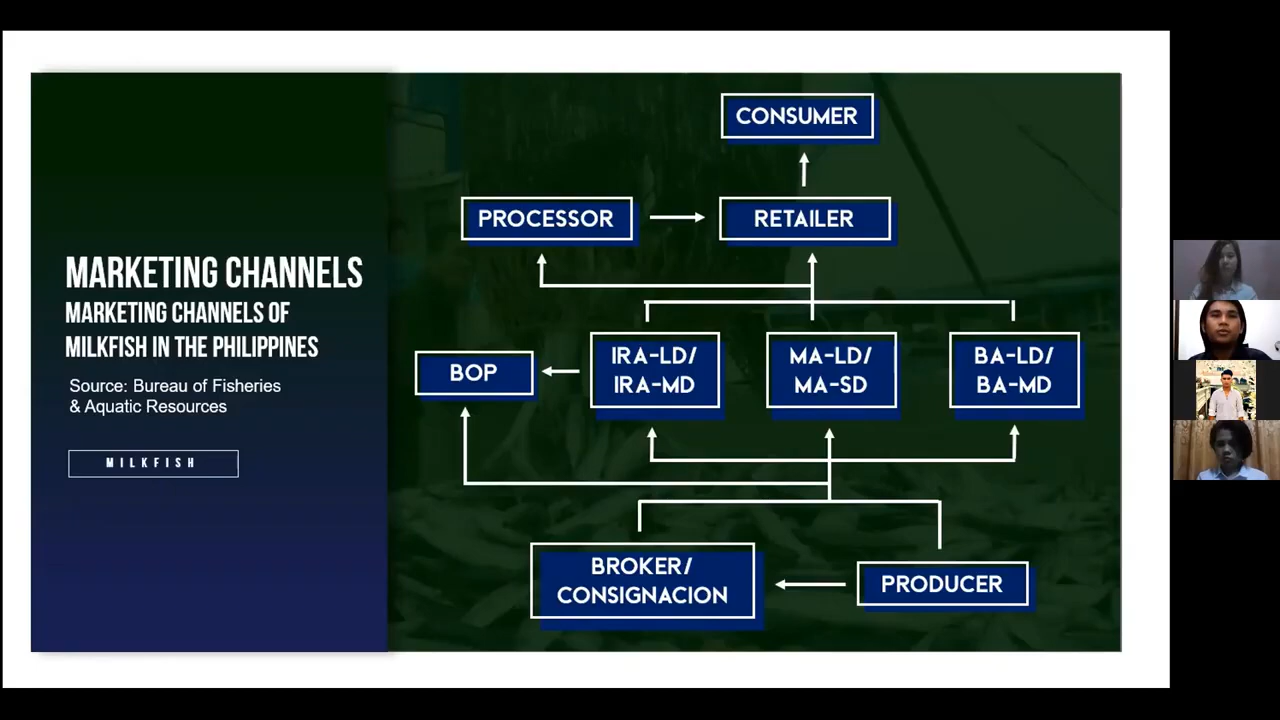 MARKETING CHANNELS
MARKETING CHANNELS OF
MILKFISH IN THE PHILIPPINES
Source: Bureau of Fisheries
& Aquatic Resources
MILKFISH
CONSUMER
PROCESSOR
RETAILER
BOP
IRA-LD/
IRA-MD
MA-LD/
MA-SD
BA-LD/
BA-MD
BROKER/
CONSIGNACION
PRODUCER